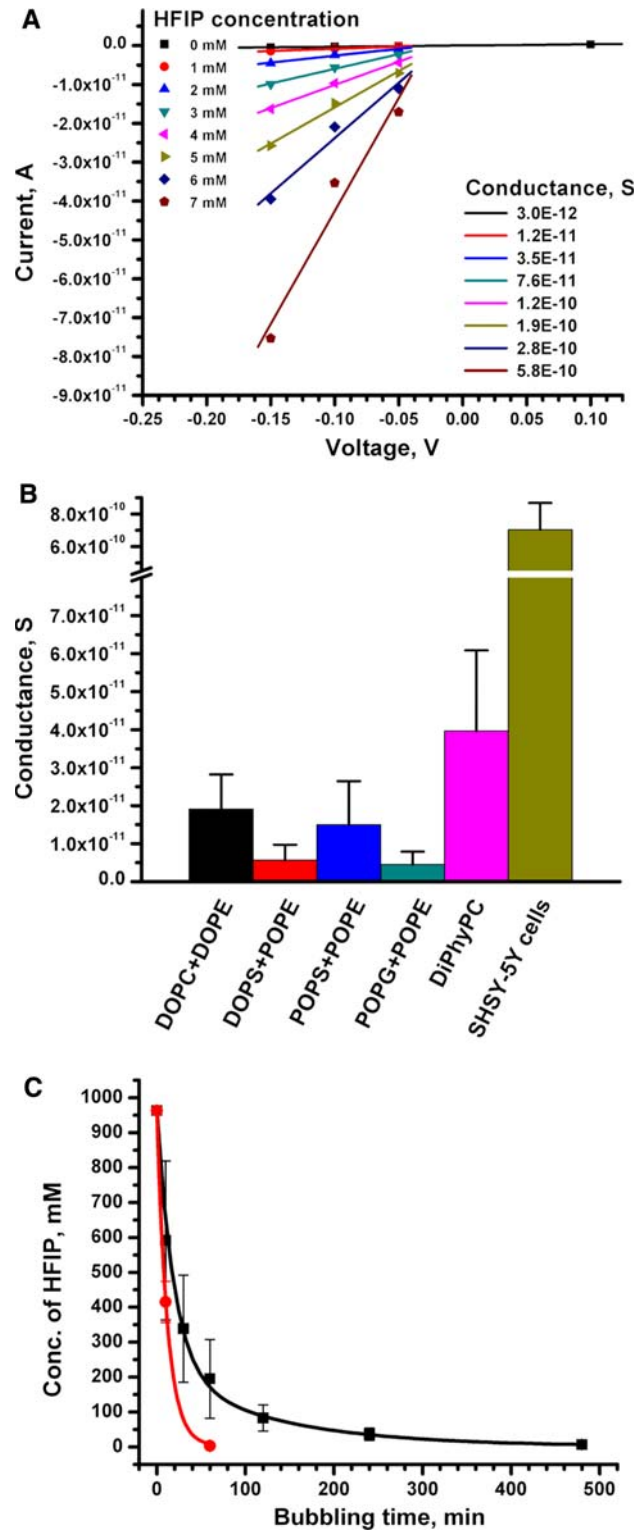 A
HFIP concentration
0 mM
1 mM
2 mM
3 mM
4 mM
5 mM
6 mM
7 mM
Conductance, S
3.0E-12
1.2E-11
3.5E-11
7.6E-11
1.2E-10
1.9E-10
2.8E-10
5.8E-10
Current, A
0.0
-1.0x10⁻¹¹
-2.0x10⁻¹¹
-3.0x10⁻¹¹
-4.0x10⁻¹¹
-5.0x10⁻¹¹
-6.0x10⁻¹¹
-7.0x10⁻¹¹
-8.0x10⁻¹¹
-9.0x10⁻¹¹
-0.25 -0.20 -0.15 -0.10 -0.05 0.00 0.05 0.10
Voltage, V
B
Conductance, S
8.0x10⁻¹⁰
6.0x10⁻¹⁰
7.0x10⁻¹¹
6.0x10⁻¹¹
5.0x10⁻¹¹
4.0x10⁻¹¹
3.0x10⁻¹¹
2.0x10⁻¹¹
1.0x10⁻¹¹
0.0
DOPC+DOPE
DOPS+POPE
POPS+POPE
POPG+POPE
DiPhyPC
SHSY-5Y cells
C
Conc. of HFIP, mM
1000
900
800
700
600
500
400
300
200
100
0
0 100 200 300 400 500
Bubbling time, min